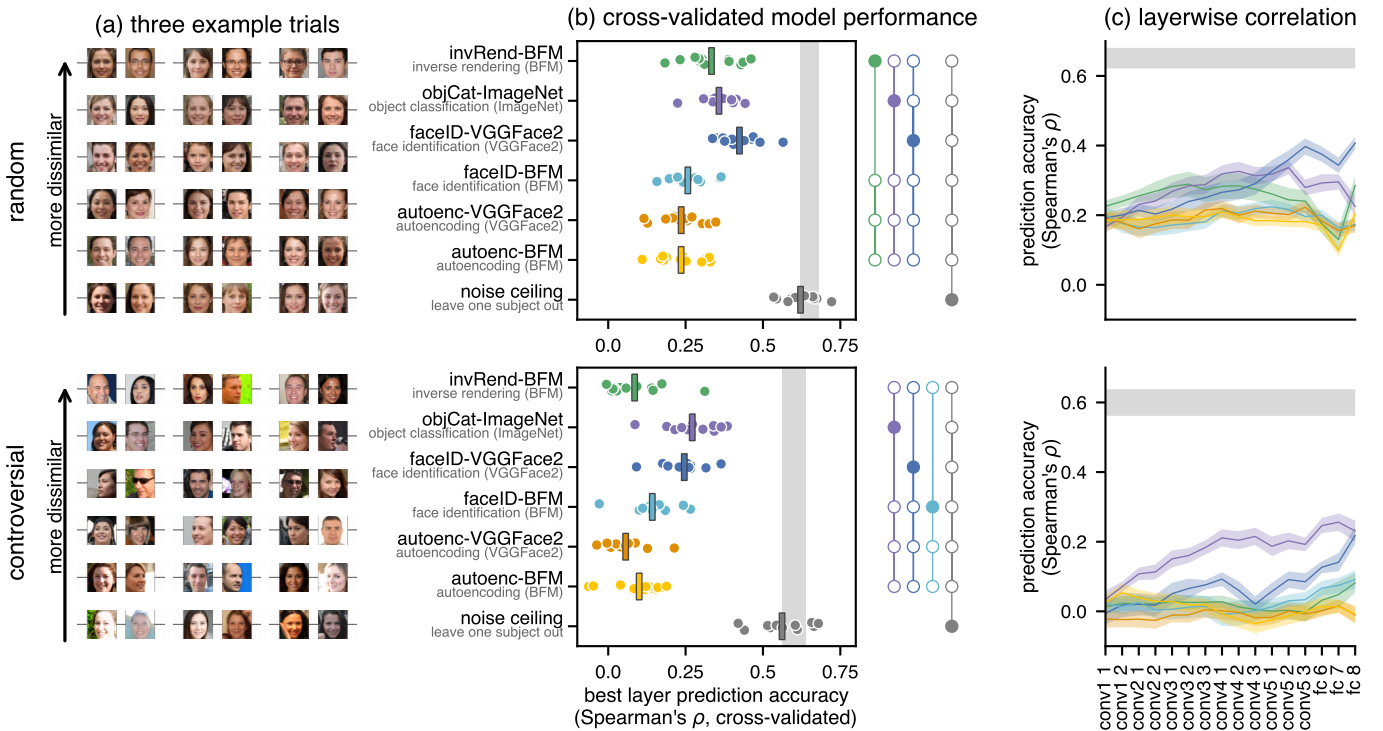 (a) three example trials
(b) cross-validated model performance
(c) layerwise correlation
random
more dissimilar
invRend-BFM
inverse rendering (BFM)
objCat-ImageNet
object classification (ImageNet)
faceID-VGGFace2
face identification (VGGFace2)
faceID-BFM
face identification (BFM)
autoenc-VGGFace2
autoencoding (VGGFace2)
autoenc-BFM
autoencoding (BFM)
noise ceiling
leave one subject out
0.0 0.25 0.5 0.75
prediction accuracy
(Spearman's ρ)
0.6
0.4
0.2
0.0
controversial
more dissimilar
invRend-BFM
inverse rendering (BFM)
objCat-ImageNet
object classification (ImageNet)
faceID-VGGFace2
face identification (VGGFace2)
faceID-BFM
face identification (BFM)
autoenc-VGGFace2
autoencoding (VGGFace2)
autoenc-BFM
autoencoding (BFM)
noise ceiling
leave one subject out
0.0 0.25 0.5 0.75
best layer prediction accuracy
(Spearman's ρ, cross-validated)
prediction accuracy
(Spearman's ρ)
0.6
0.4
0.2
0.0
conv1 1
conv1 2
conv2 1
conv2 2
conv3 1
conv3 2
conv3 3
conv4 1
conv4 2
conv4 3
conv5 1
conv5 2
conv5 3
fc 6
fc 7
fc 8